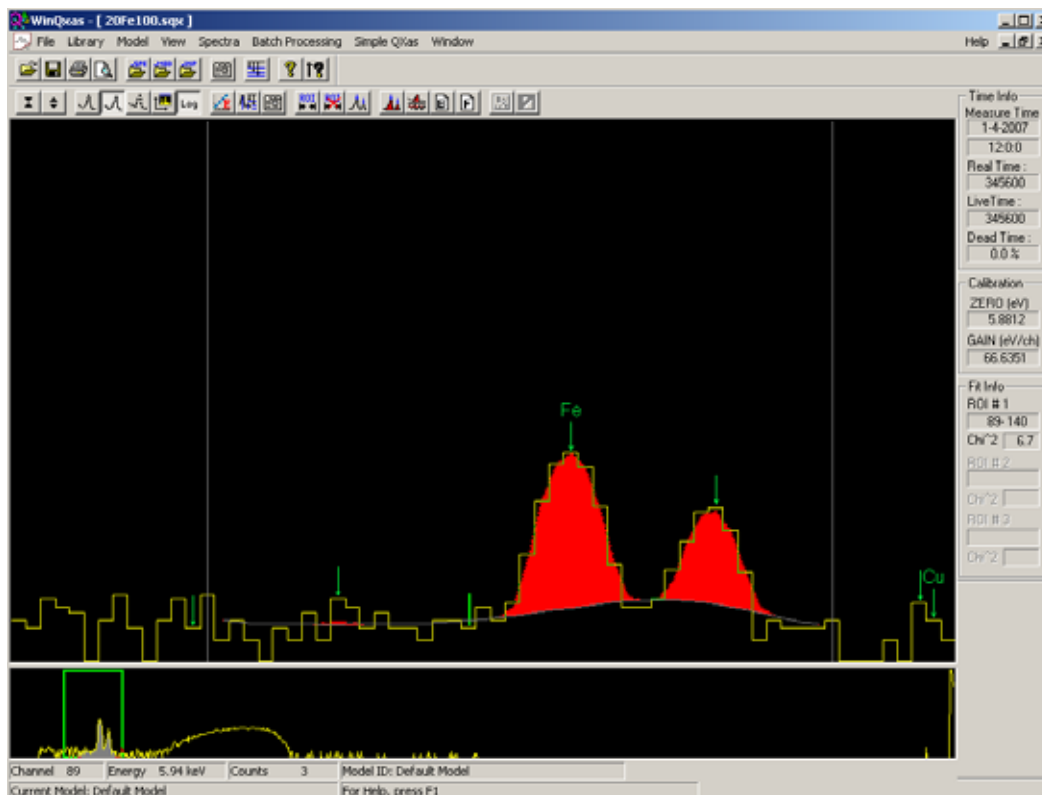 WinQxas - [ 20Fe100.sqx ]
File Library Model View Spectra Batch Processing Simple QXas Window Help
Log
ROI ROI
Time Info
Measure Time
1-4-2007
12:0:0
Real Time :
345600
LiveTime :
345600
Dead Time :
0.0 %
Calibration
ZERO (eV)
5.8812
GAIN (eV/ch)
66.6351
Fit Info
ROI # 1
89- 140
Chi^2 6.7
ROI # 2
Chi^2
ROI # 3
Chi^2
Fe
Cu
Channel 89 Energy 5.94 keV Counts 3 Model ID: Default Model
Current Model: Default Model For Help, press F1